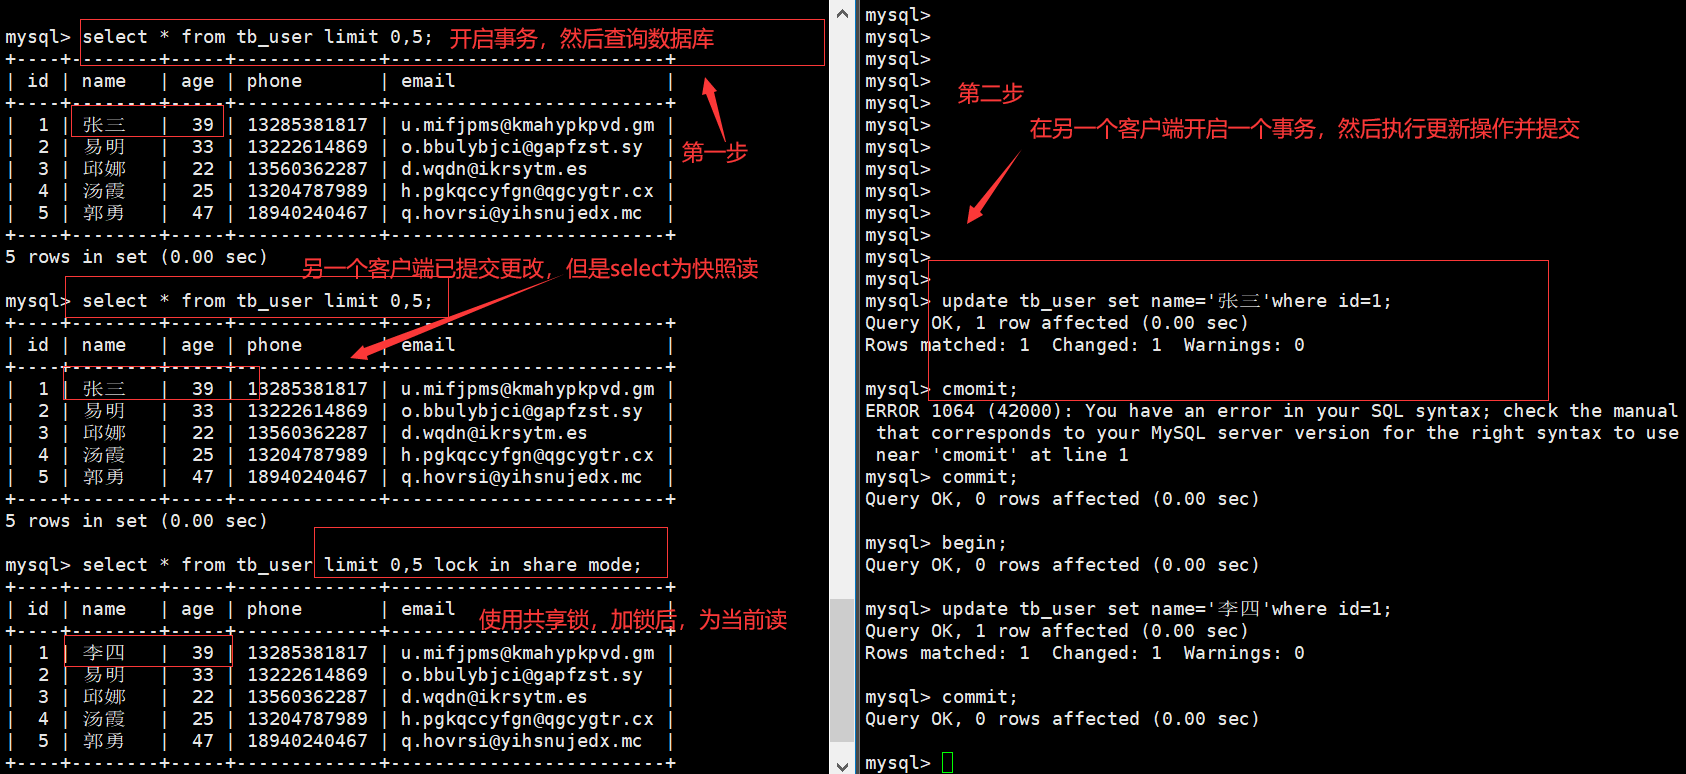 mysql> select * from tb_user limit 0,5; 开启事务，然后查询数据库
+----+--------+-----+-------------+-------------------------+
| id | name   | age | phone       | email                   |
+----+--------+-----+-------------+-------------------------+
|  1 | 张三   |  39 | 13285381817 | u.mifjpms@kmahypkpvd.gm |
|  2 | 易明   |  33 | 13222614869 | o.bbulybjci@gapfzst.sy  |
|  3 | 邱娜   |  22 | 13560362287 | d.wqdn@ikrsytm.es       |
|  4 | 汤霞   |  25 | 13204787989 | h.pgkqccyfgn@qgcygtr.cx |
|  5 | 郭勇   |  47 | 18940240467 | q.hovrsi@yihsnujedx.mc  |
+----+--------+-----+-------------+-------------------------+
第一步
5 rows in set (0.00 sec)
另一个客户端已提交更改，但是select为快照读
mysql> select * from tb_user limit 0,5;
+----+--------+-----+-------------+-------------------------+
| id | name   | age | phone       | email                   |
+----+--------+-----+-------------+-------------------------+
|  1 | 张三   |  39 | 13285381817 | u.mifjpms@kmahypkpvd.gm |
|  2 | 易明   |  33 | 13222614869 | o.bbulybjci@gapfzst.sy  |
|  3 | 邱娜   |  22 | 13560362287 | d.wqdn@ikrsytm.es       |
|  4 | 汤霞   |  25 | 13204787989 | h.pgkqccyfgn@qgcygtr.cx |
|  5 | 郭勇   |  47 | 18940240467 | q.hovrsi@yihsnujedx.mc  |
+----+--------+-----+-------------+-------------------------+
5 rows in set (0.00 sec)
mysql> select * from tb_user limit 0,5 lock in share mode;
+----+--------+-----+-------------+-------------------------+
| id | name   | age | phone       | email                   |
使用共享锁，加锁后，为当前读
+----+--------+-----+-------------+-------------------------+
|  1 | 李四   |  39 | 13285381817 | u.mifjpms@kmahypkpvd.gm |
|  2 | 易明   |  33 | 13222614869 | o.bbulybjci@gapfzst.sy  |
|  3 | 邱娜   |  22 | 13560362287 | d.wqdn@ikrsytm.es       |
|  4 | 汤霞   |  25 | 13204787989 | h.pgkqccyfgn@qgcygtr.cx |
|  5 | 郭勇   |  47 | 18940240467 | q.hovrsi@yihsnujedx.mc  |
+----+--------+-----+-------------+-------------------------+
mysql>
mysql>
mysql>
mysql>
mysql>
mysql>
mysql>
mysql>
mysql>
mysql>
mysql>
mysql>
mysql>
第二步
在另一个客户端开启一个事务，然后执行更新操作并提交
mysql> update tb_user set name='张三'where id=1;
Query OK, 1 row affected (0.00 sec)
Rows matched: 1  Changed: 1  Warnings: 0
mysql> cmomit;
ERROR 1064 (42000): You have an error in your SQL syntax; check the manual
that corresponds to your MySQL server version for the right syntax to use
near 'cmomit' at line 1
mysql> commit;
Query OK, 0 rows affected (0.00 sec)
mysql> begin;
Query OK, 0 rows affected (0.00 sec)
mysql> update tb_user set name='李四'where id=1;
Query OK, 1 row affected (0.00 sec)
Rows matched: 1  Changed: 1  Warnings: 0
mysql> commit;
Query OK, 0 rows affected (0.00 sec)
mysql>